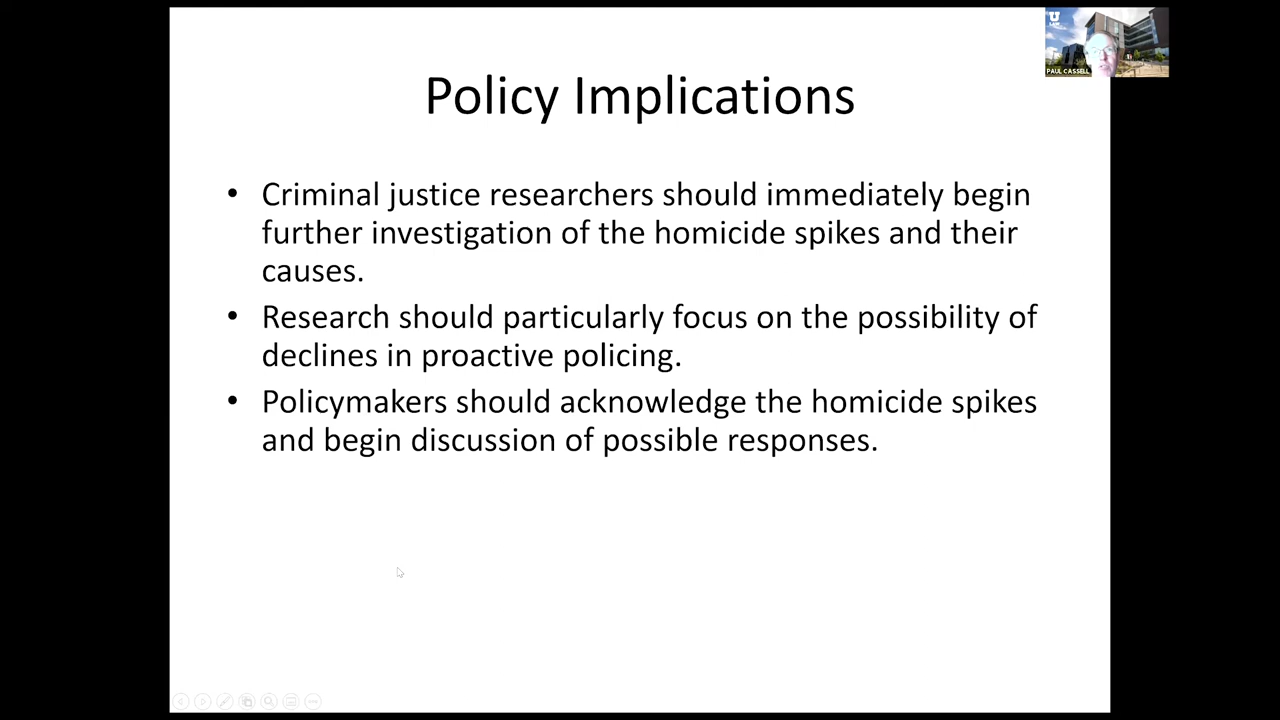 Policy Implications
• Criminal justice researchers should immediately begin
further investigation of the homicide spikes and their
causes.
• Research should particularly focus on the possibility of
declines in proactive policing.
• Policymakers should acknowledge the homicide spikes
and begin discussion of possible responses.
U
LAW
PAUL CASSELL